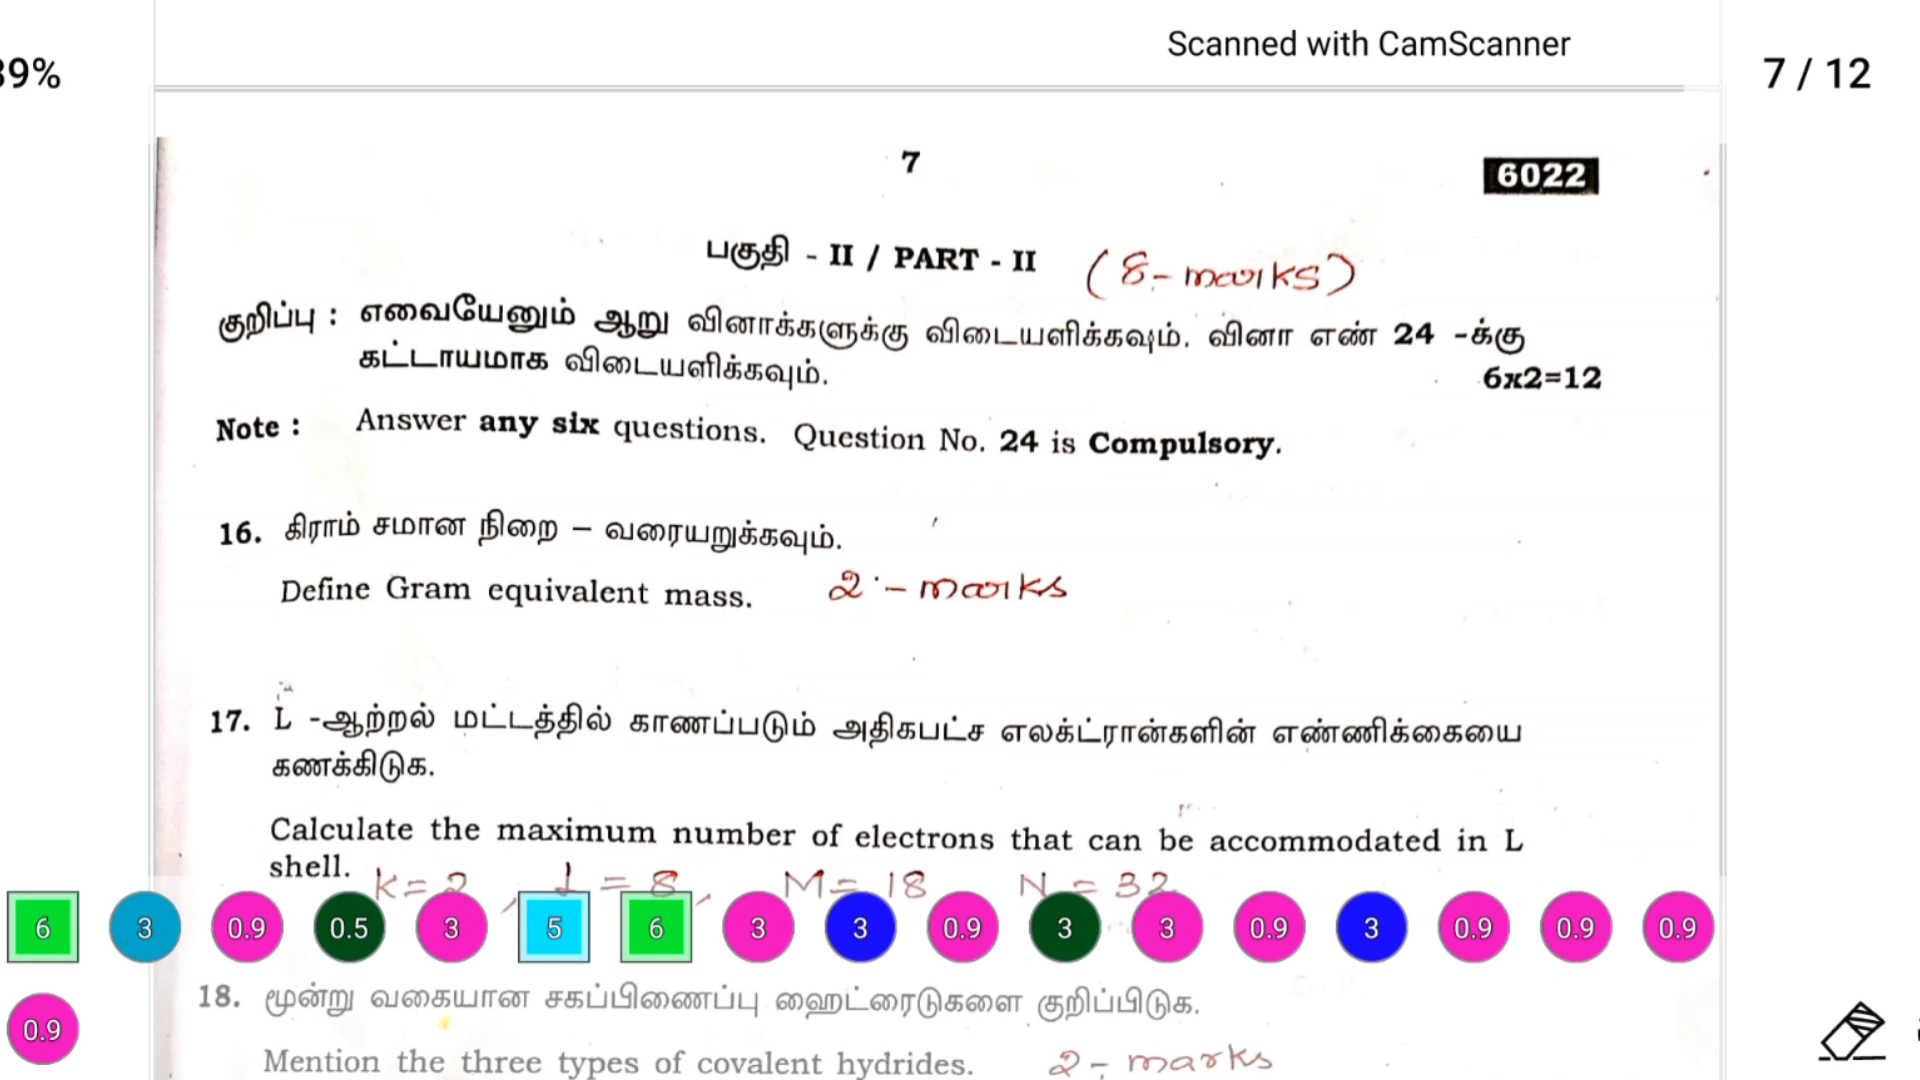 Scanned with CamScanner
39%
7 / 12
7
6022
பகுதி - II / PART - II (8 - marks)
குறிப்பு : எவையேனும் ஆறு வினாக்களுக்கு விடையளிக்கவும். வினா எண் 24 -க்கு
கட்டாயமாக விடையளிக்கவும்.
6x2=12
Note : Answer any six questions. Question No. 24 is Compulsory.
16. கிராம் சமான நிறை – வரையறுக்கவும்.
Define Gram equivalent mass. 2 - marks
17. L -ஆற்றல் மட்டத்தில் காணப்படும் அதிகபட்ச எலக்ட்ரான்களின் எண்ணிக்கையை
கணக்கிடுக.
Calculate the maximum number of electrons that can be accommodated in L
shell. K = 2, L = 8, M = 18 N = 32
6 3 0.9 0.5 3 5 6 3 3 0.9 3 3 0.9 3 0.9 0.9 0.9
18. மூன்று வகையான சகப்பிணைப்பு ஹைட்ரைடுகளை குறிப்பிடுக.
0.9
Mention the three types of covalent hydrides. 2 - marks